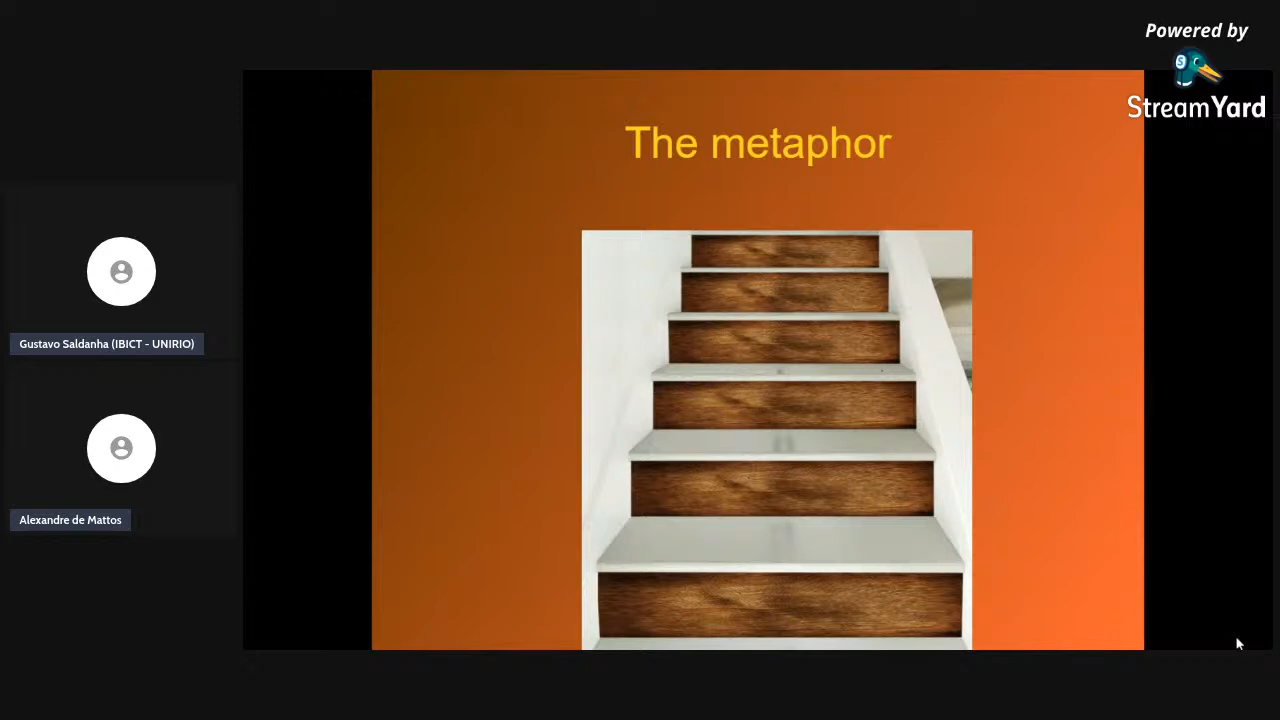 Powered by
StreamYard
The metaphor
Gustavo Saldanha (IBICT - UNIRIO)
Alexandre de Mattos